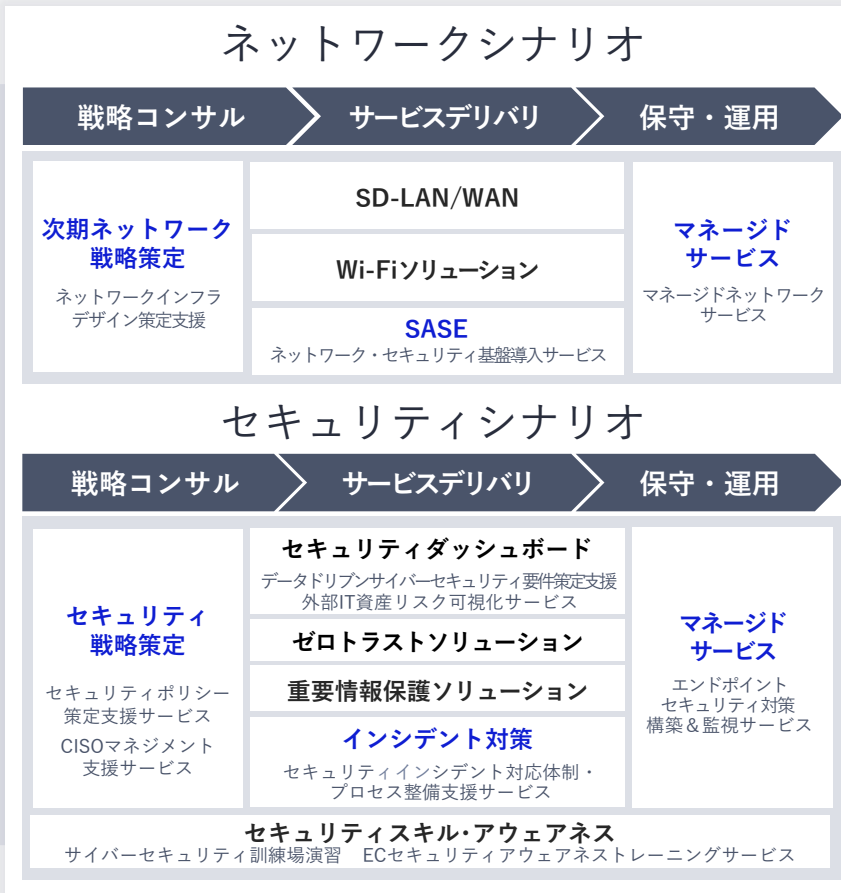 ネットワークシナリオ
戦略コンサル
サービスデリバリ
保守・運用
次期ネットワーク
戦略策定
ネットワークインフラ
デザイン策定支援
SD-LAN/WAN
Wi-Fiソリューション
SASE
ネットワーク・セキュリティ基盤導入サービス
マネージド
サービス
マネージドネットワーク
サービス
セキュリティシナリオ
戦略コンサル
サービスデリバリ
保守・運用
セキュリティ
戦略策定
セキュリティポリシー
策定支援サービス
CISOマネジメント
支援サービス
セキュリティダッシュボード
データドリブンサイバーセキュリティ要件策定支援
外部IT資産リスク可視化サービス
ゼロトラストソリューション
重要情報保護ソリューション
インシデント対策
セキュリティインシデント対応体制・
プロセス整備支援サービス
マネージド
サービス
エンドポイント
セキュリティ対策
構築＆監視サービス
セキュリティスキル・アウェアネス
サイバーセキュリティ訓練場演習　ECセキュリティアウェアネストレーニングサービス